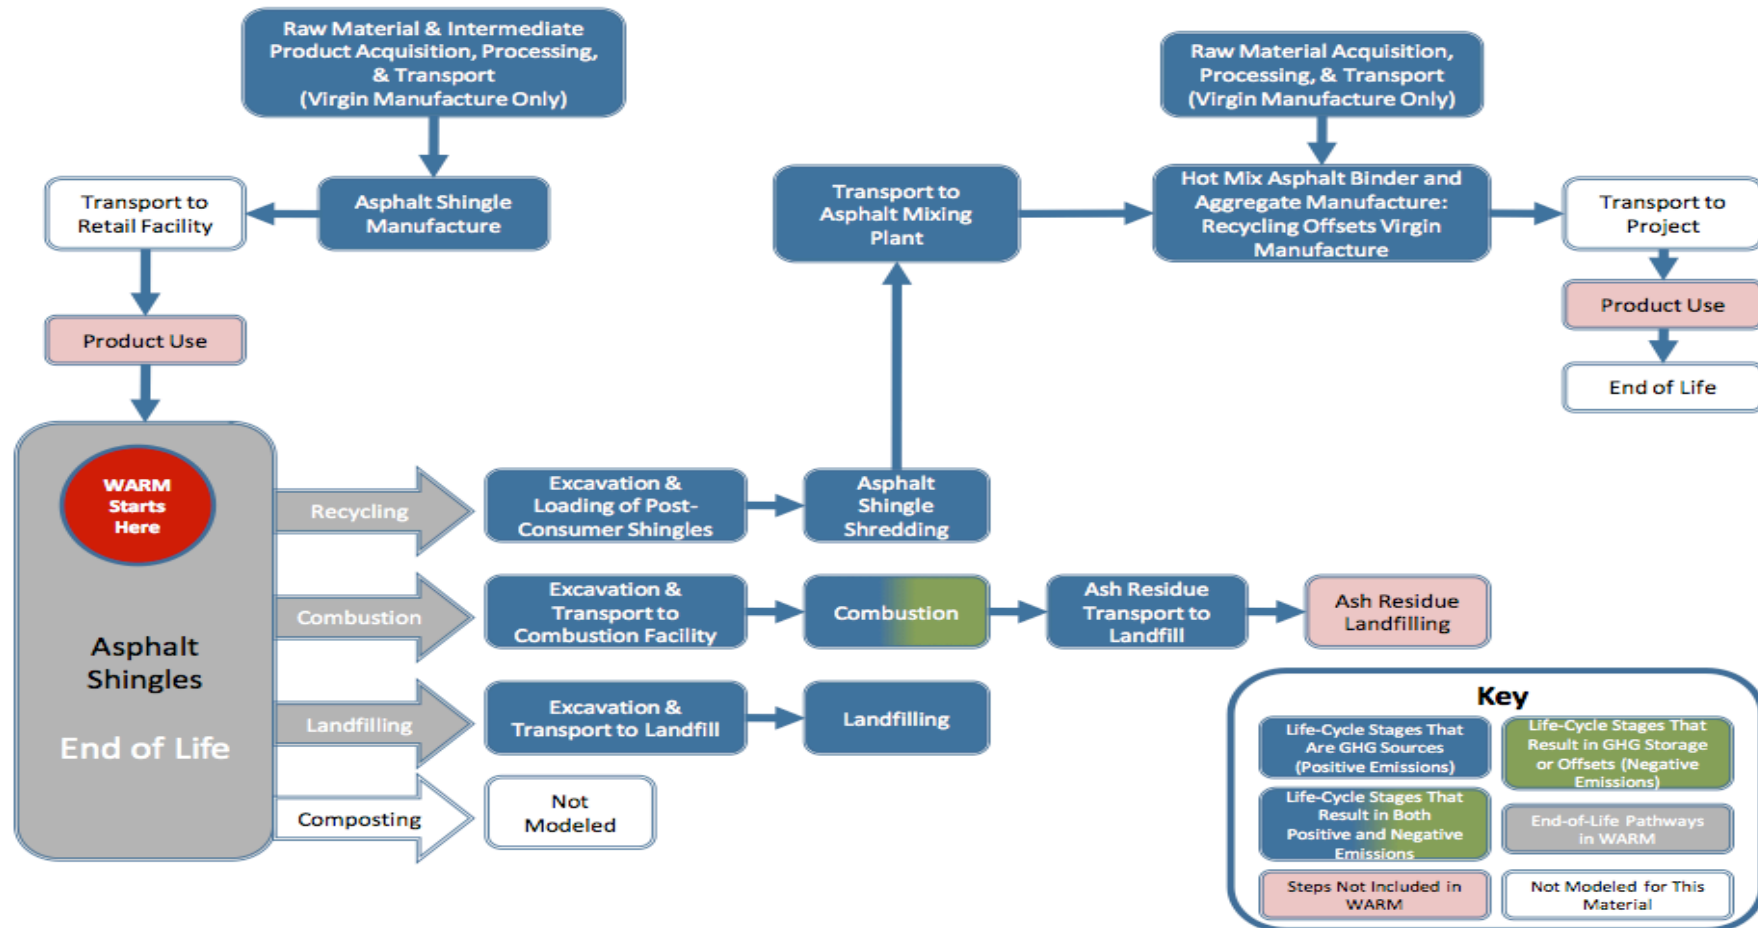 Raw Material & Intermediate
Product Acquisition, Processing,
& Transport
(Virgin Manufacture Only)
Raw Material Acquisition,
Processing, & Transport
(Virgin Manufacture Only)
Transport to
Retail Facility
Asphalt Shingle
Manufacture
Transport to
Asphalt Mixing
Plant
Hot Mix Asphalt Binder and
Aggregate Manufacture:
Recycling Offsets Virgin
Manufacture
Transport to
Project
Product Use
Product Use
End of Life
WARM
Starts
Here
Asphalt
Shingles
End of Life
Recycling
Excavation &
Loading of Post-
Consumer Shingles
Asphalt
Shingle
Shredding
Combustion
Excavation &
Transport to
Combustion Facility
Combustion
Ash Residue
Transport to
Landfill
Ash Residue
Landfilling
Landfilling
Excavation &
Transport to Landfill
Landfilling
Composting
Not
Modeled
Key
Life-Cycle Stages That
Are GHG Sources
(Positive Emissions)
Life-Cycle Stages That
Result in GHG Storage
or Offsets (Negative
Emissions)
Life-Cycle Stages That
Result in Both
Positive and Negative
Emissions
End-of-Life Pathways
in WARM
Steps Not Included in
WARM
Not Modeled for This
Material